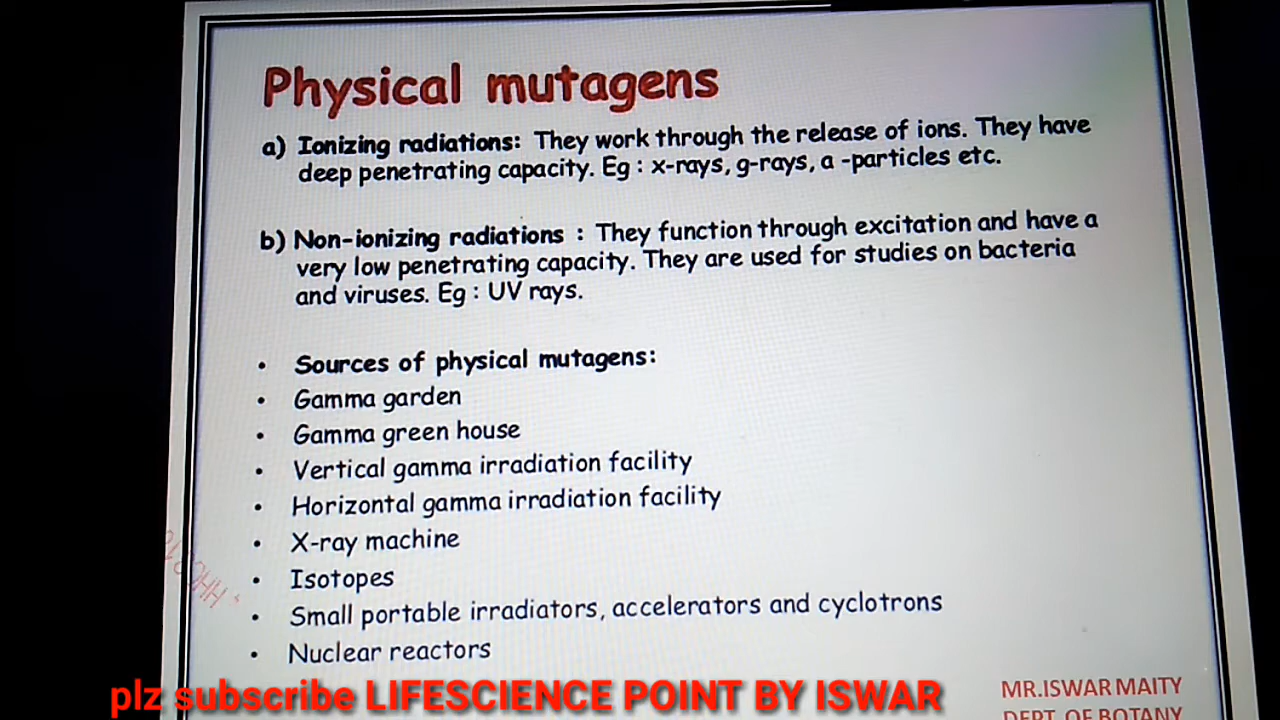 Physical mutagens
a) Ionizing radiations: They work through the release of ions. They have
deep penetrating capacity. Eg : x-rays, g-rays, a -particles etc.
b) Non-ionizing radiations : They function through excitation and have a
very low penetrating capacity. They are used for studies on bacteria
and viruses. Eg : UV rays.
• Sources of physical mutagens:
• Gamma garden
• Gamma green house
• Vertical gamma irradiation facility
• Horizontal gamma irradiation facility
• X-ray machine
• Isotopes
• Small portable irradiators, accelerators and cyclotrons
• Nuclear reactors
plz subscribe LIFESCIENCE POINT BY ISWAR
MR.ISWAR MAITY
DEPT. OF BOTANY